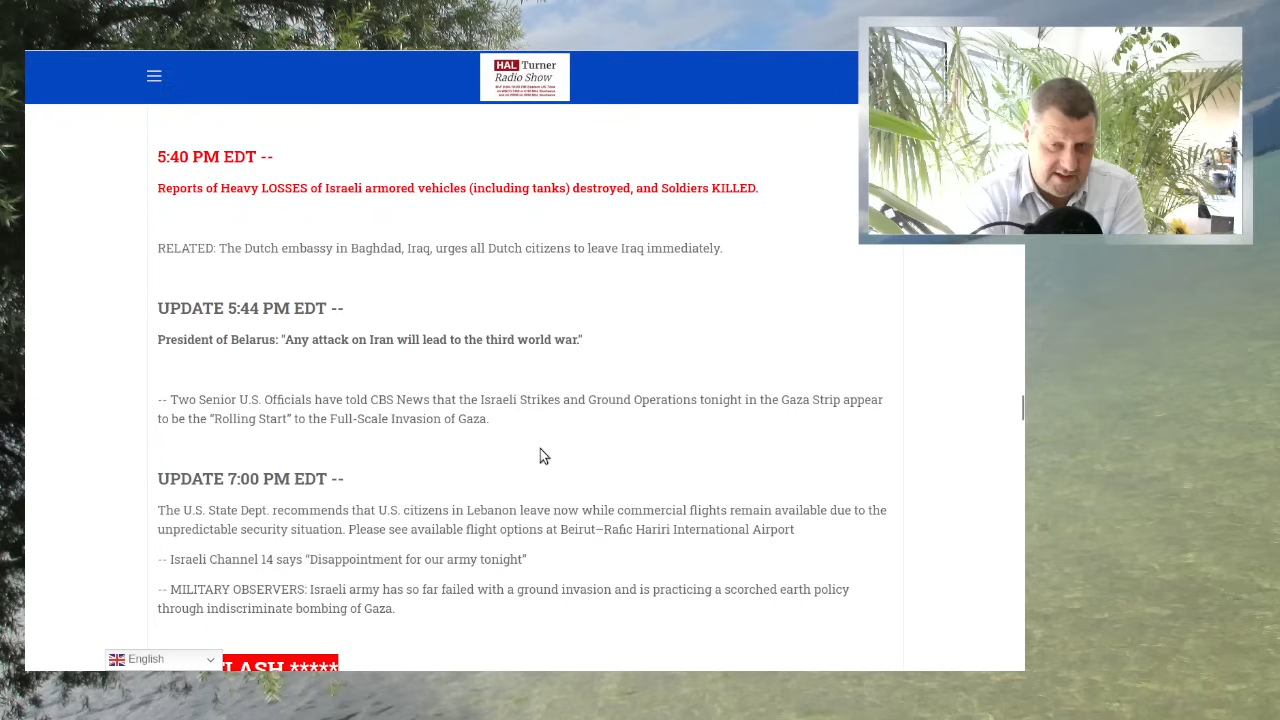 HAL Turner
Radio Show
5:40 PM EDT --
Reports of Heavy LOSSES of Israeli armored vehicles (including tanks) destroyed, and Soldiers KILLED.
RELATED: The Dutch embassy in Baghdad, Iraq, urges all Dutch citizens to leave Iraq immediately.
UPDATE 5:44 PM EDT --
President of Belarus: "Any attack on Iran will lead to the third world war."
-- Two Senior U.S. Officials have told CBS News that the Israeli Strikes and Ground Operations tonight in the Gaza Strip appear
to be the “Rolling Start” to the Full-Scale Invasion of Gaza.
UPDATE 7:00 PM EDT --
The U.S. State Dept. recommends that U.S. citizens in Lebanon leave now while commercial flights remain available due to the
unpredictable security situation. Please see available flight options at Beirut–Rafic Hariri International Airport
-- Israeli Channel 14 says “Disappointment for our army tonight”
-- MILITARY OBSERVERS: Israeli army has so far failed with a ground invasion and is practicing a scorched earth policy
through indiscriminate bombing of Gaza.
LASH *****
English